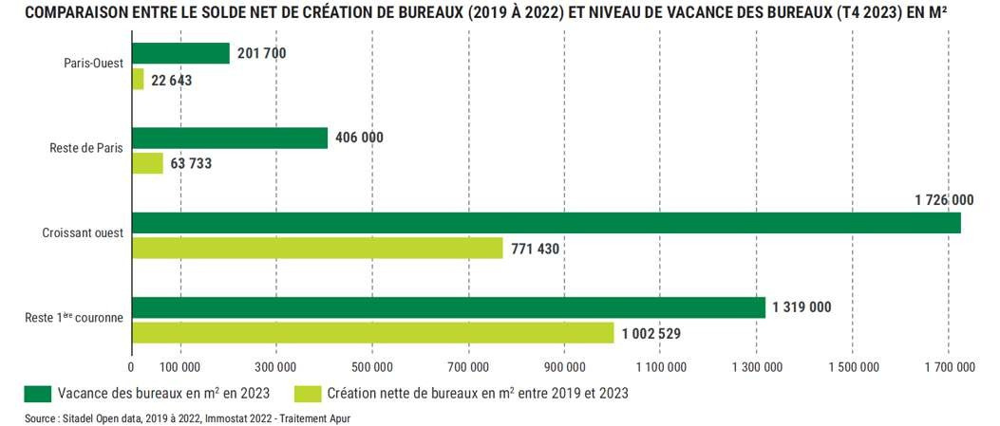 COMPARAISON ENTRE LE SOLDE NET DE CRÉATION DE BUREAUX (2019 À 2022) ET NIVEAU DE VACANCE DES BUREAUX (T4 2023) EN M²
Paris-Ouest
201 700
22 643
Reste de Paris
406 000
63 733
1 726 000
Croissant ouest
771 430
Reste 1ère couronne
1 319 000
1 002 529
0 100 000 300 000 500 000 700 000 900 000 1 100 000 1 300 000 1 500 000 1 700 000
Vacance des bureaux en m² en 2023 Création nette de bureaux en m² entre 2019 et 2023
Source : Sitadel Open data, 2019 à 2022, Immostat 2022 - Traitement Apur